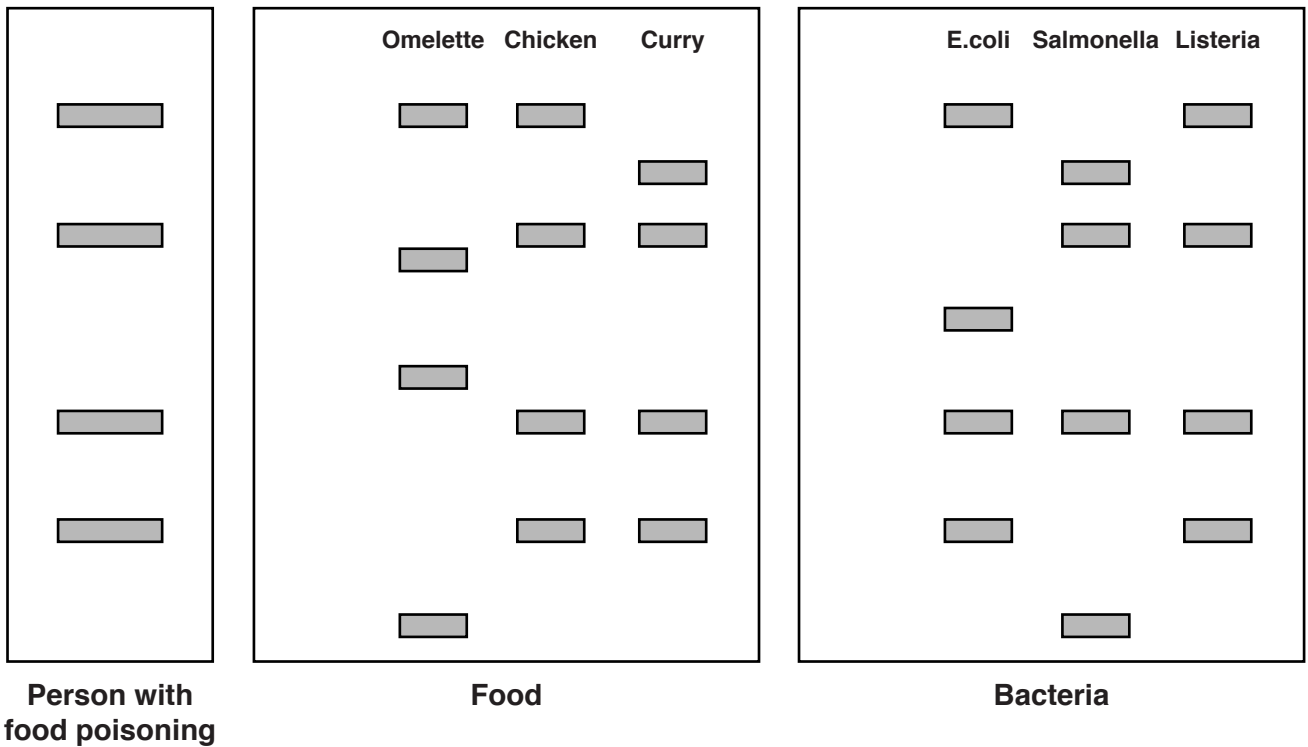 Omelette Chicken Curry
E.coli Salmonella Listeria
Person with
food poisoning
Food
Bacteria